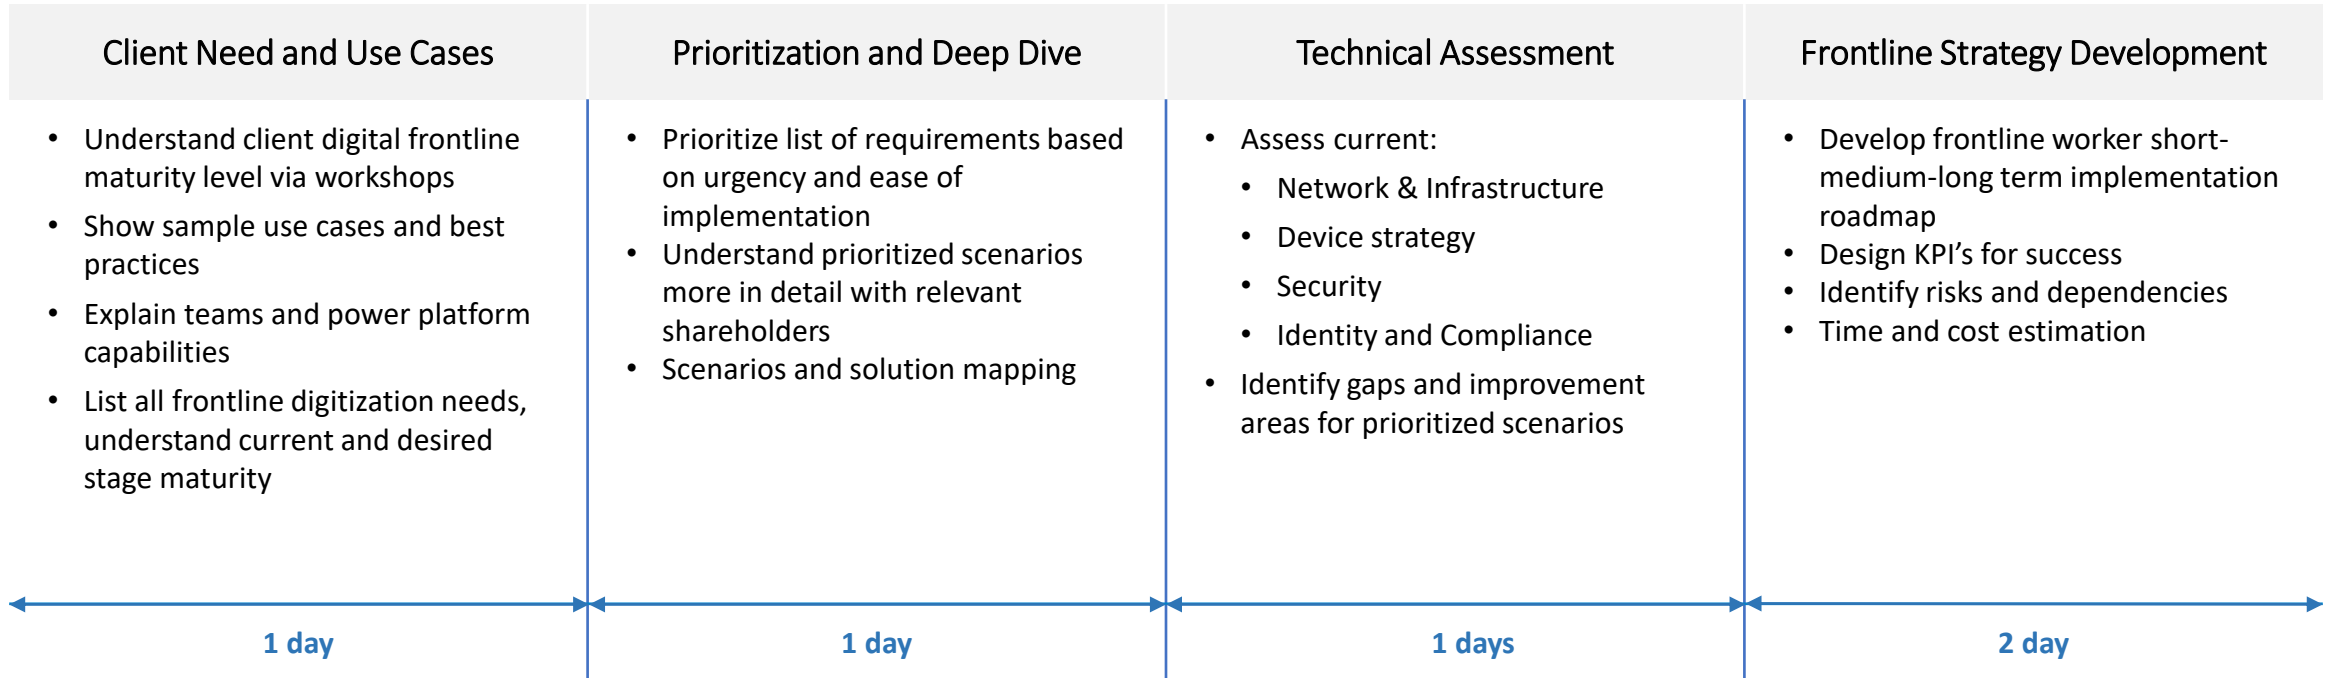 Client Need and Use Cases
• Understand client digital frontline
maturity level via workshops
• Show sample use cases and best
practices
• Explain teams and power platform
capabilities
• List all frontline digitization needs,
understand current and desired
stage maturity
1 day
Prioritization and Deep Dive
• Prioritize list of requirements based
on urgency and ease of
implementation
• Understand prioritized scenarios
more in detail with relevant
shareholders
• Scenarios and solution mapping
1 day
Technical Assessment
• Assess current:
• Network & Infrastructure
• Device strategy
• Security
• Identity and Compliance
• Identify gaps and improvement
areas for prioritized scenarios
1 days
Frontline Strategy Development
• Develop frontline worker short-
medium-long term implementation
roadmap
• Design KPI’s for success
• Identify risks and dependencies
• Time and cost estimation
2 day